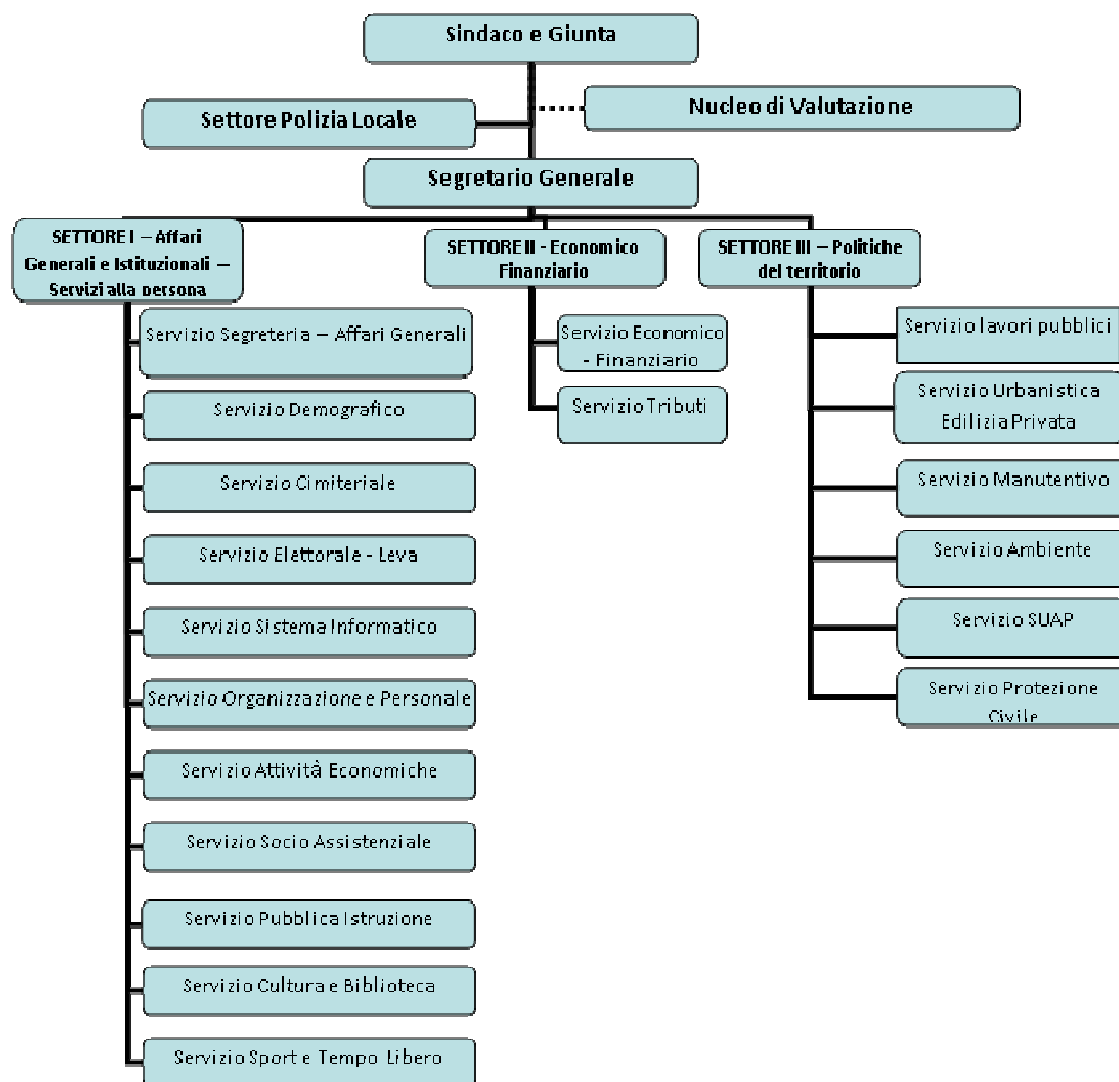 Sindaco e Giunta
Nucleo di Valutazione
Settore Polizia Locale
Segretario Generale
SETTORE I – Affari
Generali e Istituzionali –
Servizi alla persona
SETTORE II - Economico
Finanziario
SETTORE III – Politiche
del territorio
Servizio Segreteria – Affari Generali
Servizio Demografico
Servizio Cimiteriale
Servizio Elettorale - Leva
Servizio Sistema Informatico
Servizio Organizzazione e Personale
Servizio Attività Economiche
Servizio Socio Assistenziale
Servizio Pubblica Istruzione
Servizio Cultura e Biblioteca
Servizio Sport e Tempo Libero
Servizio Economico
- Finanziario
Servizio Tributi
Servizio lavori pubblici
Servizio Urbanistica
Edilizia Privata
Servizio Manutentivo
Servizio Ambiente
Servizio SUAP
Servizio Protezione
Civile